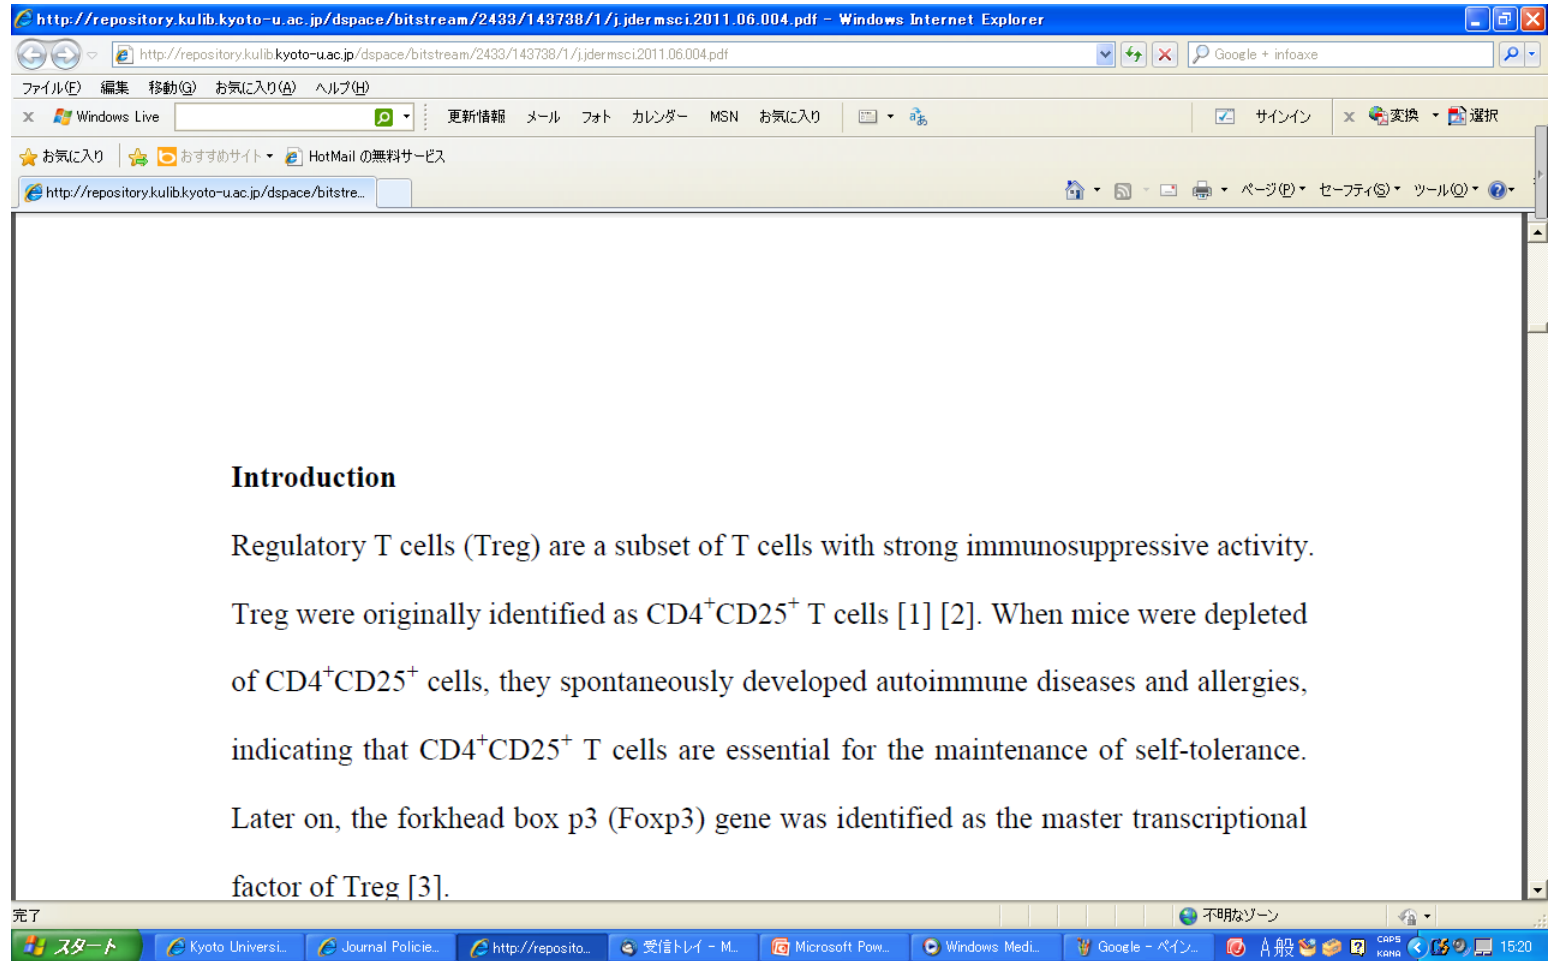 http://repository.kulib.kyoto-u.ac.jp/dspace/bitstream/2433/143738/1/j.jdermsci.2011.06.004.pdf - Windows Internet Explorer
http://repository.kulib.kyoto-u.ac.jp/dspace/bitstream/2433/143738/1/j.jdermsci.2011.06.004.pdf Google + infoaxe
ファイル(F) 編集 移動(G) お気に入り(A) ヘルプ(H)
x Windows Live 更新情報 メール フォト カレンダー MSN お気に入り サインイン x 変換 選択
お気に入り おすすめサイト HotMail の無料サービス
http://repository.kulib.kyoto-u.ac.jp/dspace/bitstre... ページ(P) セーフティ(S) ツール(O)
Introduction
Regulatory T cells (Treg) are a subset of T cells with strong immunosuppressive activity.
Treg were originally identified as CD4⁺CD25⁺ T cells [1] [2]. When mice were depleted
of CD4⁺CD25⁺ cells, they spontaneously developed autoimmune diseases and allergies,
indicating that CD4⁺CD25⁺ T cells are essential for the maintenance of self-tolerance.
Later on, the forkhead box p3 (Foxp3) gene was identified as the master transcriptional
factor of Treg [3].
完了 不明なゾーン
スタート Kyoto Universi... Journal Policie... http://reposito... 受信トレイ - M... Microsoft Pow... Windows Medi... Google - ペイン... A 般 CAPS KANA 15:20